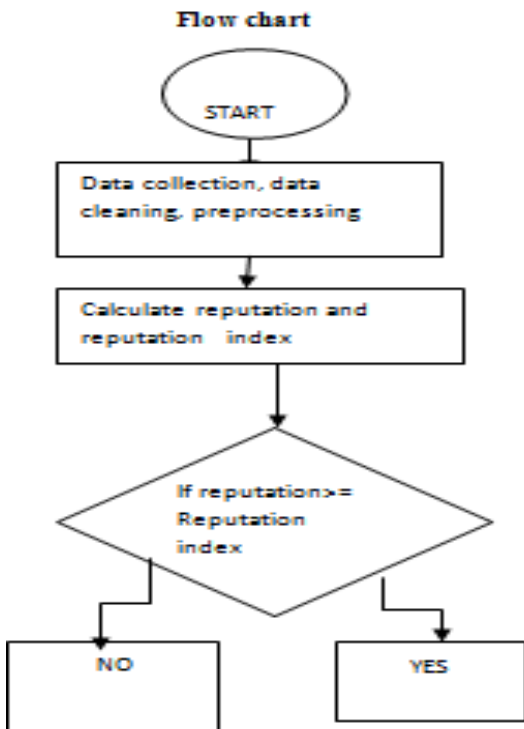 Flow chart
START
Data collection, data
cleaning, preprocessing
Calculate reputation and
reputation index
If reputation>=
Reputation
index
NO
YES